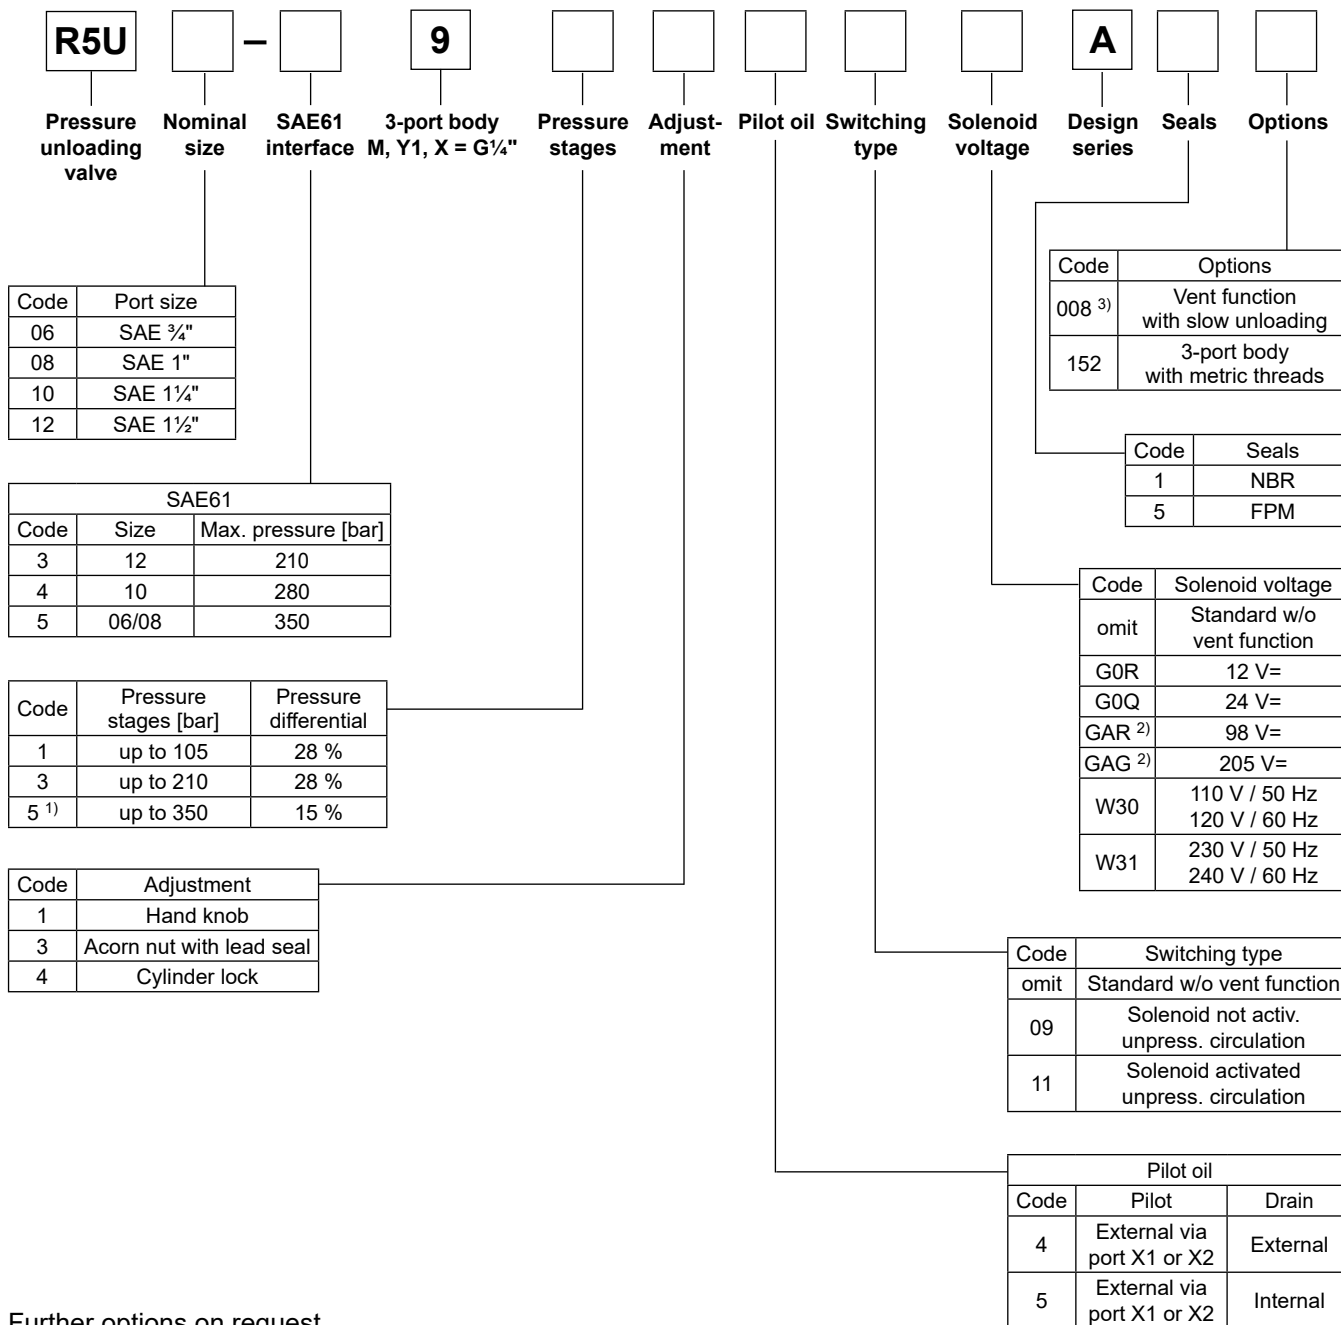 R5U – 9 A
Pressure unloading valve
Nominal size
SAE61 interface
3-port body M, Y1, X = G¼"
Pressure stages
Adjust-ment
Pilot oil
Switching type
Solenoid voltage
Design series
Seals
Options
Code Port size
06 SAE ¾"
08 SAE 1"
10 SAE 1¼"
12 SAE 1½"
SAE61
Code Size Max. pressure [bar]
3 12 210
4 10 280
5 06/08 350
Code Pressure stages [bar] Pressure differential
1 up to 105 28 %
3 up to 210 28 %
5 1) up to 350 15 %
Code Adjustment
1 Hand knob
3 Acorn nut with lead seal
4 Cylinder lock
Code Options
008 3) Vent function with slow unloading
152 3-port body with metric threads
Code Seals
1 NBR
5 FPM
Code Solenoid voltage
omit Standard w/o vent function
G0R 12 V=
G0Q 24 V=
GAR 2) 98 V=
GAG 2) 205 V=
W30 110 V / 50 Hz 120 V / 60 Hz
W31 230 V / 50 Hz 240 V / 60 Hz
Code Switching type
omit Standard w/o vent function
09 Solenoid not activ. unpress. circulation
11 Solenoid activated unpress. circulation
Pilot oil
Code Pilot Drain
4 External via port X1 or X2 External
5 External via port X1 or X2 Internal
Further options on request